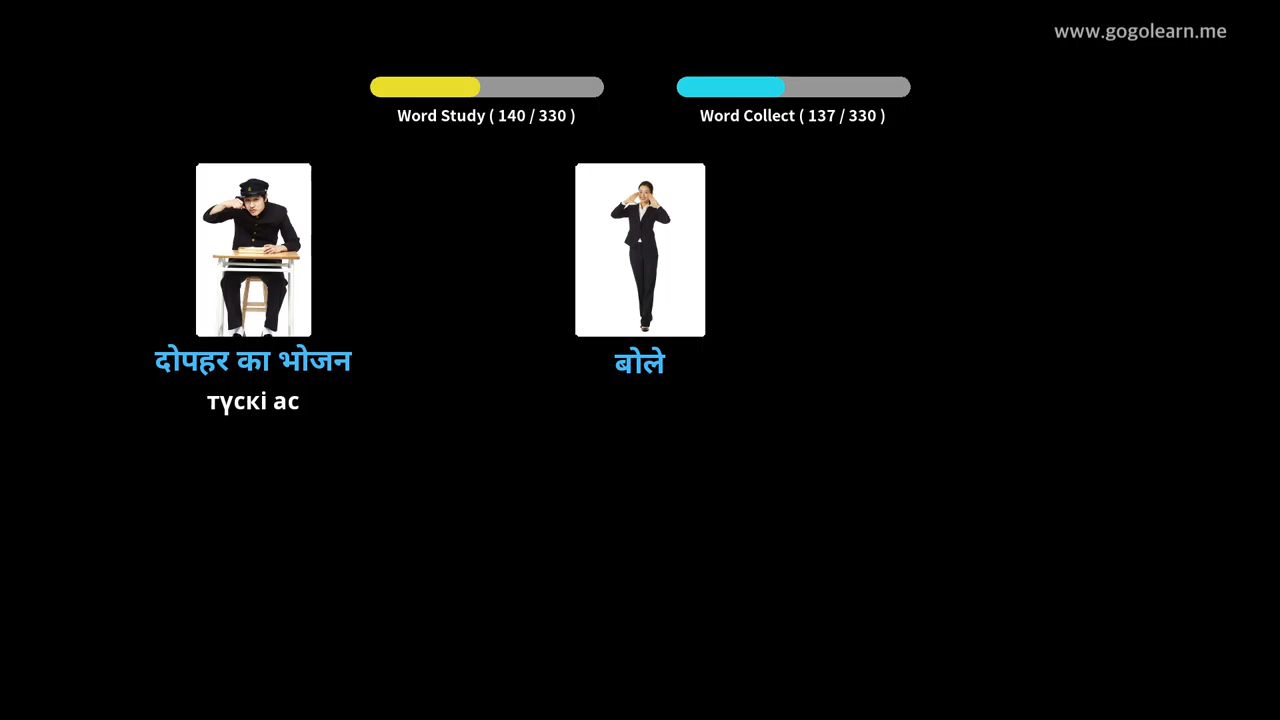 www.gogolearn.me
Word Study ( 140 / 330 )
Word Collect ( 137 / 330 )
दोपहर का भोजन
түскі ас
बोले